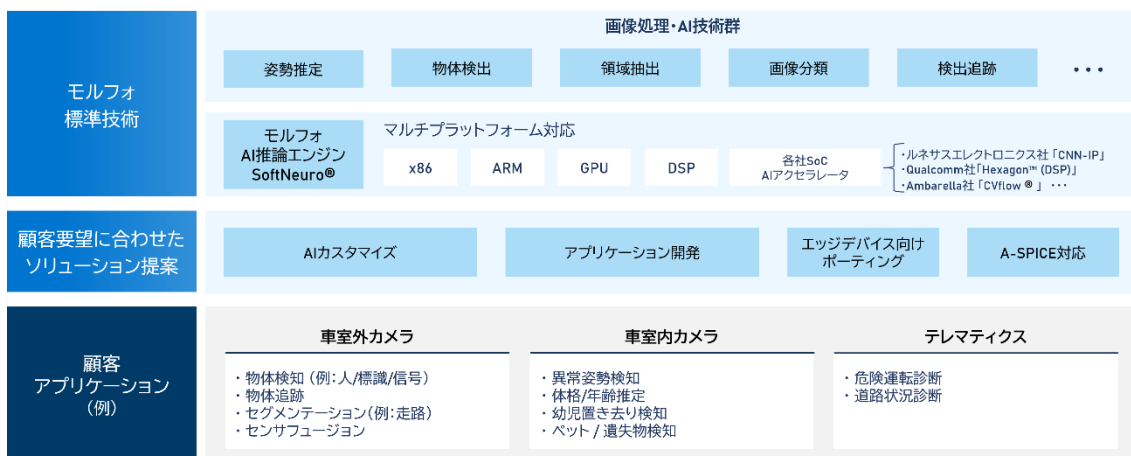 モルフォ
標準技術
画像処理・AI技術群
姿勢推定
物体検出
領域抽出
画像分類
検出追跡
・・・
モルフォ
AI推論エンジン
SoftNeuro®
マルチプラットフォーム対応
x86
ARM
GPU
DSP
各社SoC
AIアクセラレータ
・ルネサスエレクトロニクス社「CNN-IP」
・Qualcomm社「Hexagon™ (DSP)」
・Ambarella社「CVflow ®」 ・・・
顧客要望に合わせた
ソリューション提案
AIカスタマイズ
アプリケーション開発
エッジデバイス向け
ポーティング
A-SPICE対応
顧客
アプリケーション
（例）
車室外カメラ
・物体検知（例：人/標識/信号）
・物体追跡
・セグメンテーション（例：走路）
・センサフュージョン
車室内カメラ
・異常姿勢検知
・体格/年齢推定
・幼児置き去り検知
・ペット / 遺失物検知
テレマティクス
・危険運転診断
・道路状況診断